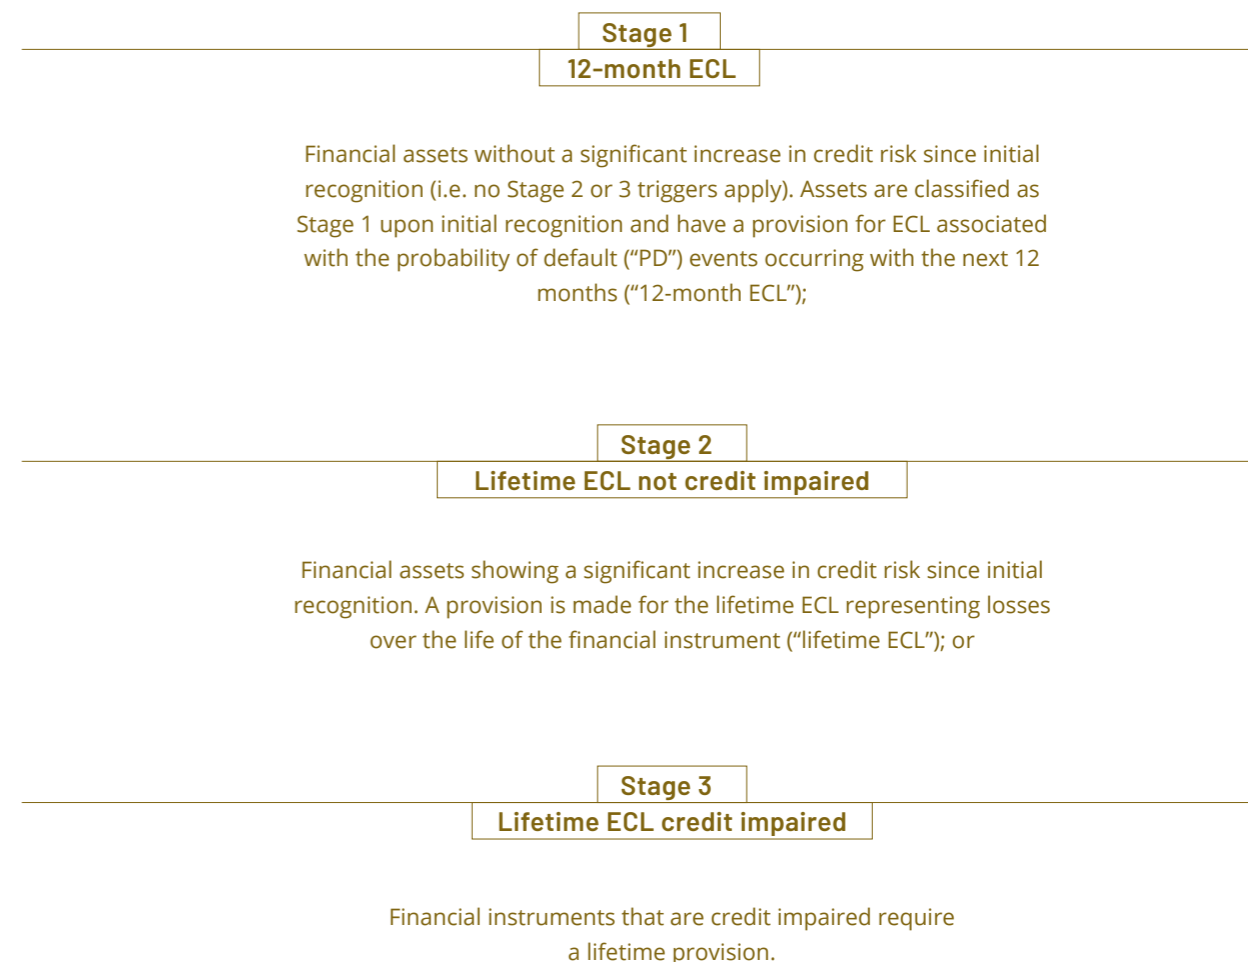 Stage 1
12-month ECL
Financial assets without a significant increase in credit risk since initial
recognition (i.e. no Stage 2 or 3 triggers apply). Assets are classified as
Stage 1 upon initial recognition and have a provision for ECL associated
with the probability of default (“PD”) events occurring with the next 12
months (“12-month ECL”);
Stage 2
Lifetime ECL not credit impaired
Financial assets showing a significant increase in credit risk since initial
recognition. A provision is made for the lifetime ECL representing losses
over the life of the financial instrument (“lifetime ECL”); or
Stage 3
Lifetime ECL credit impaired
Financial instruments that are credit impaired require
a lifetime provision.